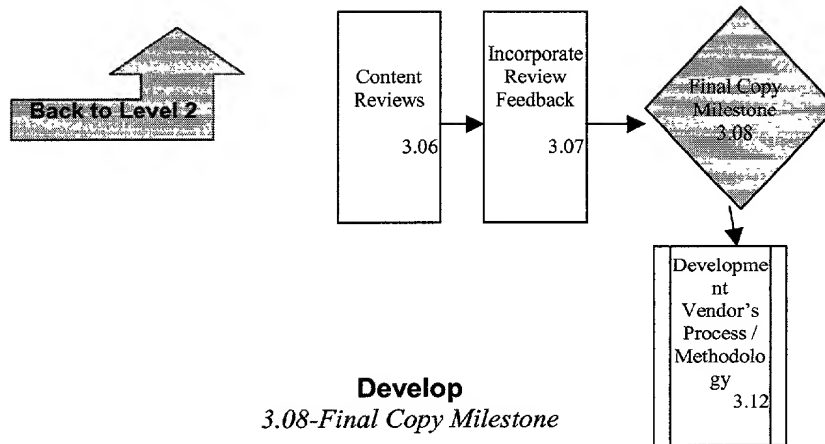 Back to Level 2
Content
Reviews
3.06
Incorporate
Review
Feedback
3.07
Final Copy
Milestone
3.08
Developme
nt
Vendor's
Process /
Methodolo
gy
3.12
Develop
3.08-Final Copy Milestone